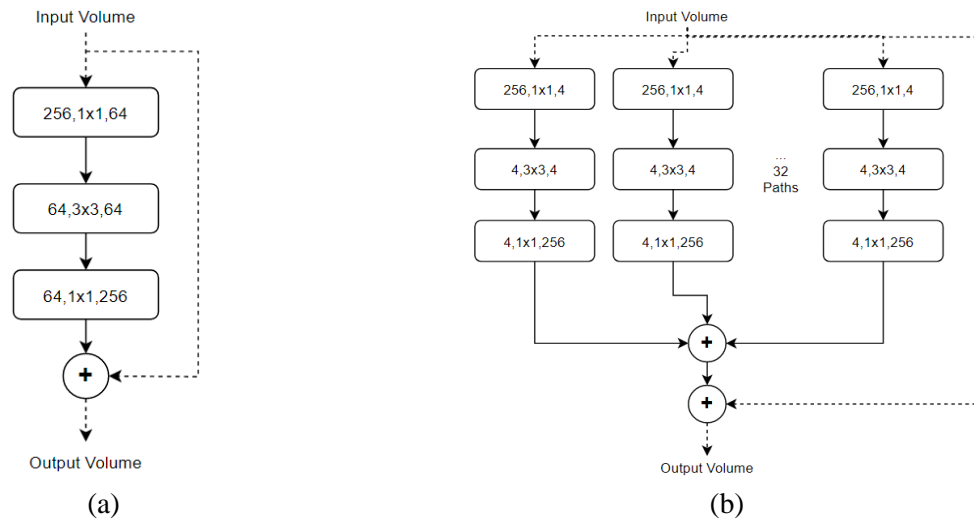 Input Volume
256,1x1,64
64,3x3,64
64,1x1,256
+
Output Volume
(a)
Input Volume
256,1x1,4
256,1x1,4
256,1x1,4
4,3x3,4
4,3x3,4
...
32
Paths
4,3x3,4
4,1x1,256
4,1x1,256
4,1x1,256
+
+
Output Volume
(b)